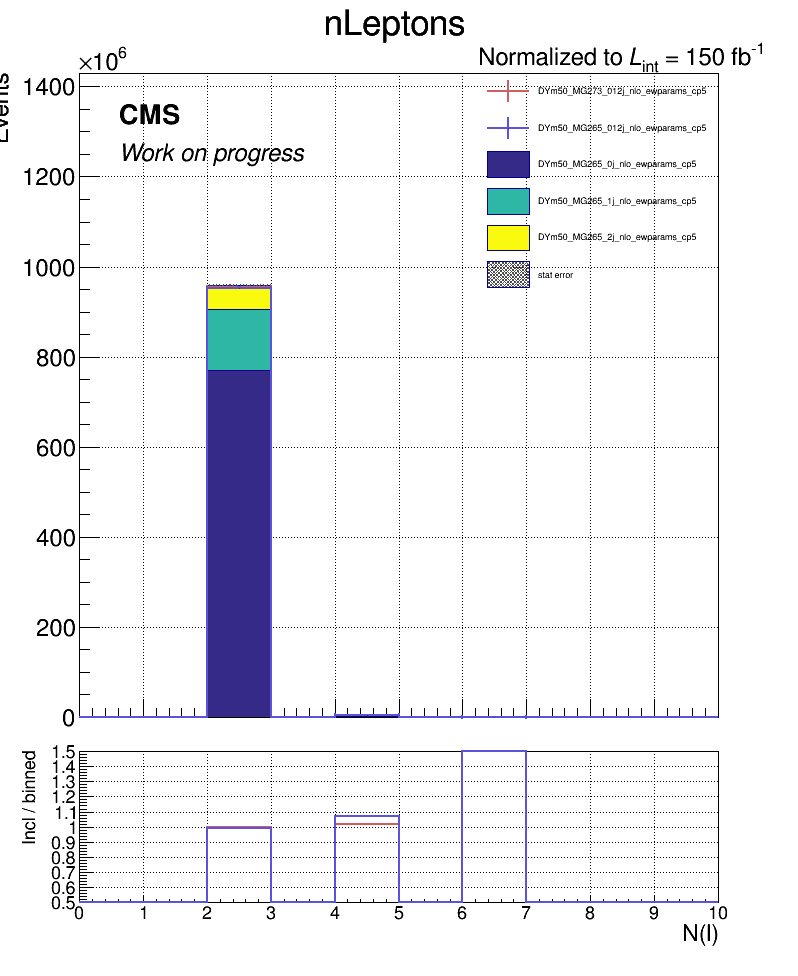 nLeptons
×10⁶
Normalized to Lint = 150 fb⁻¹
Events
1400
1200
1000
800
600
400
200
0
CMS
Work on progress
DYm50_MG273_012j_nlo_ewparams_cp5
DYm50_MG265_012j_nlo_ewparams_cp5
DYm50_MG265_0j_nlo_ewparams_cp5
DYm50_MG265_1j_nlo_ewparams_cp5
DYm50_MG265_2j_nlo_ewparams_cp5
stat error
Incl / binned
1.5
1.4
1.3
1.2
1.1
1
0.9
0.8
0.7
0.6
0.5
0 1 2 3 4 5 6 7 8 9 10
N(l)